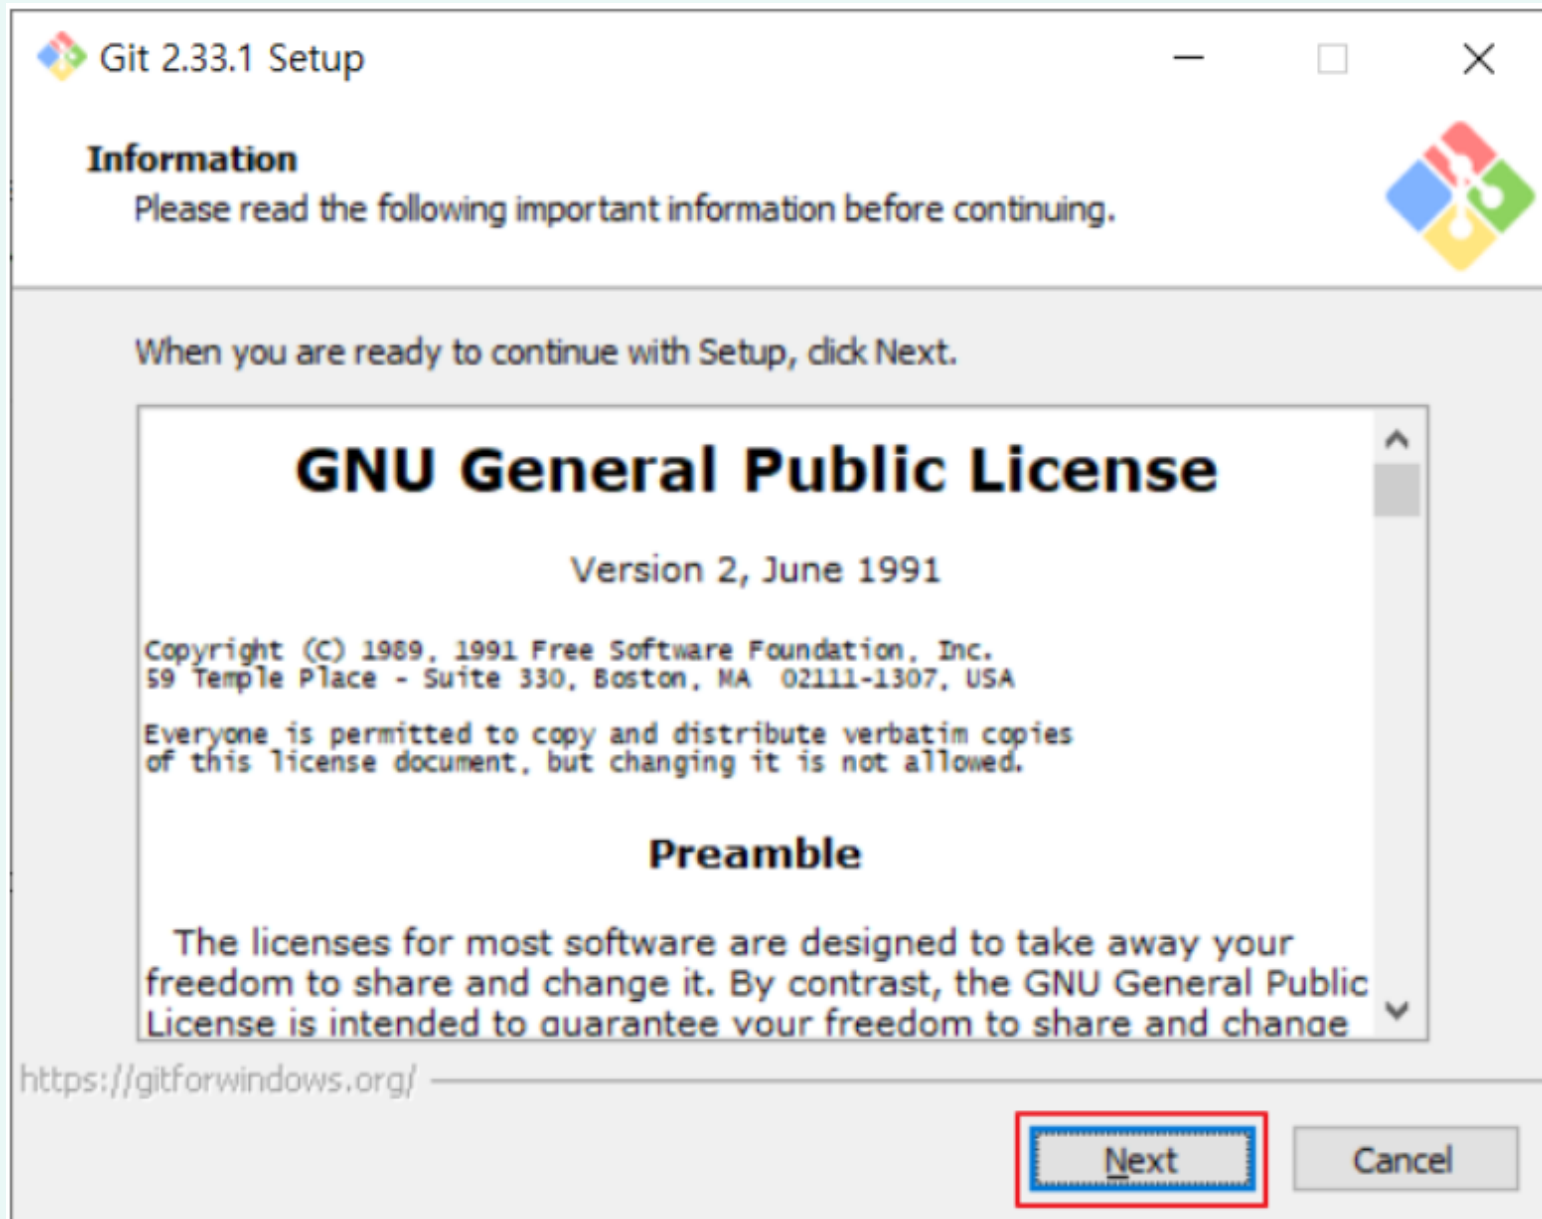 Git 2.33.1 Setup
Information
Please read the following important information before continuing.
When you are ready to continue with Setup, click Next.
GNU General Public License
Version 2, June 1991
Copyright (C) 1989, 1991 Free Software Foundation, Inc.
59 Temple Place - Suite 330, Boston, MA  02111-1307, USA
Everyone is permitted to copy and distribute verbatim copies
of this license document, but changing it is not allowed.
Preamble
The licenses for most software are designed to take away your
freedom to share and change it. By contrast, the GNU General Public
License is intended to guarantee your freedom to share and change
https://gitforwindows.org/
Next
Cancel